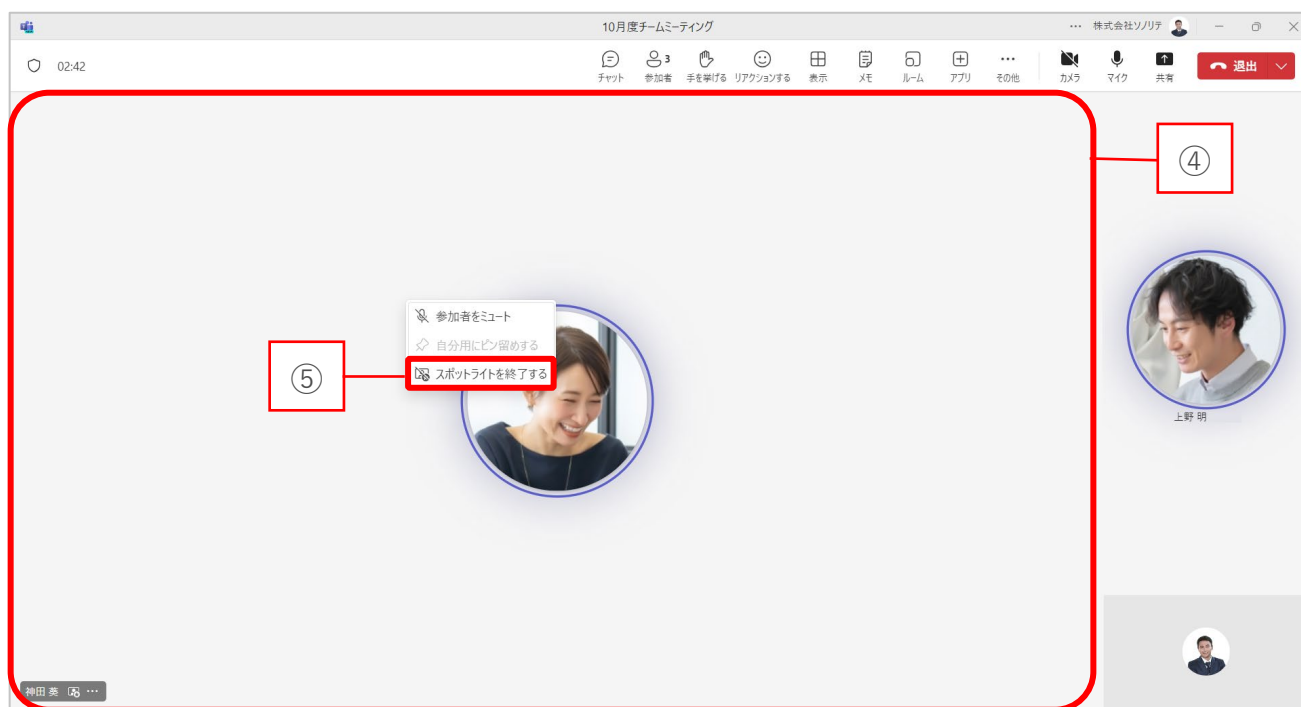 10月度チームミーティング
… 株式会社ソノリテ
02:42
チャット
3
参加者
手を挙げる
リアクションする
表示
メモ
ルーム
アプリ
その他
カメラ
マイク
共有
退出
④
参加者をミュート
自分用にピン留めする
スポットライトを終了する
⑤
上野 明
神田 葵 …